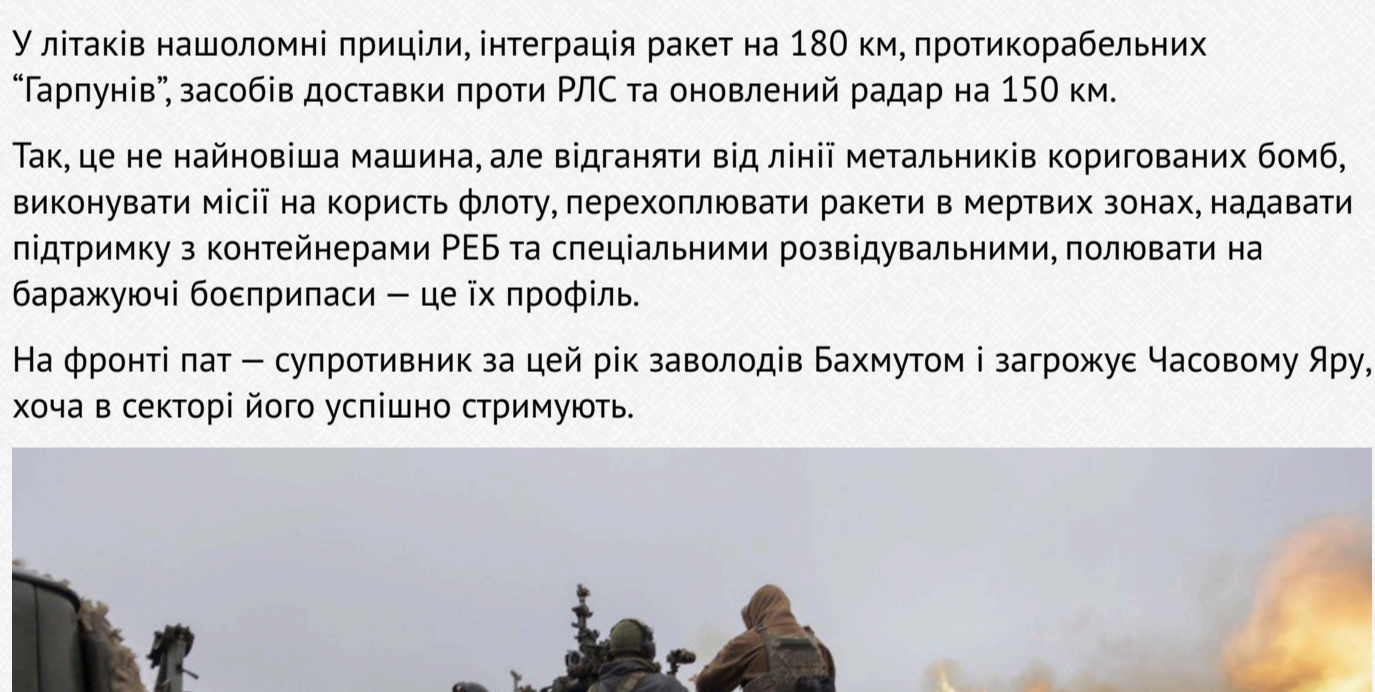 У літаків нашоломні приціли, інтеграція ракет на 180 км, протикорабельних
“Гарпунів”, засобів доставки проти РЛС та оновлений радар на 150 км.
Так, це не найновіша машина, але відганяти від лінії метальників коригованих бомб,
виконувати місії на користь флоту, перехоплювати ракети в мертвих зонах, надавати
підтримку з контейнерами РЕБ та спеціальними розвідувальними, полювати на
баражуючі боєприпаси — це їх профіль.
На фронті пат — супротивник за цей рік заволодів Бахмутом і загрожує Часовому Яру,
хоча в секторі його успішно стримують.